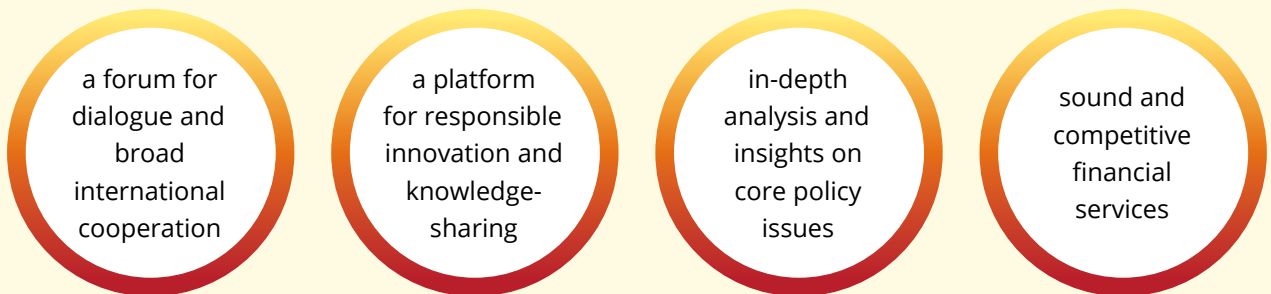 a forum for
dialogue and
broad
international
cooperation
a platform
for responsible
innovation and
knowledge-
sharing
in-depth
analysis and
insights on
core policy
issues
sound and
competitive
financial
services